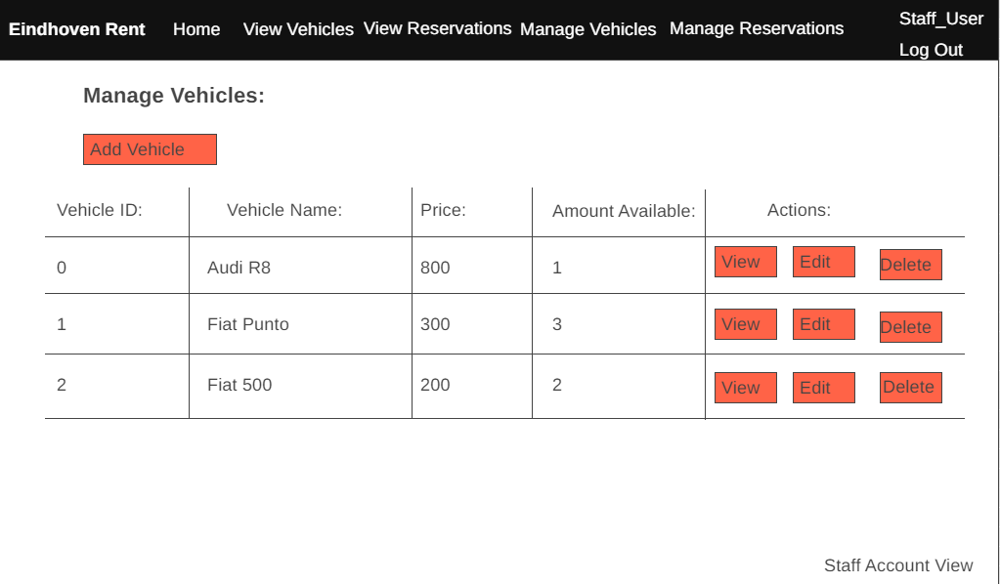 Eindhoven Rent Home View Vehicles View Reservations Manage Vehicles Manage Reservations Staff_User
Log Out
Manage Vehicles:
Add Vehicle
Vehicle ID: Vehicle Name: Price: Amount Available: Actions:
0 Audi R8 800 1 View Edit Delete
1 Fiat Punto 300 3 View Edit Delete
2 Fiat 500 200 2 View Edit Delete
Staff Account View